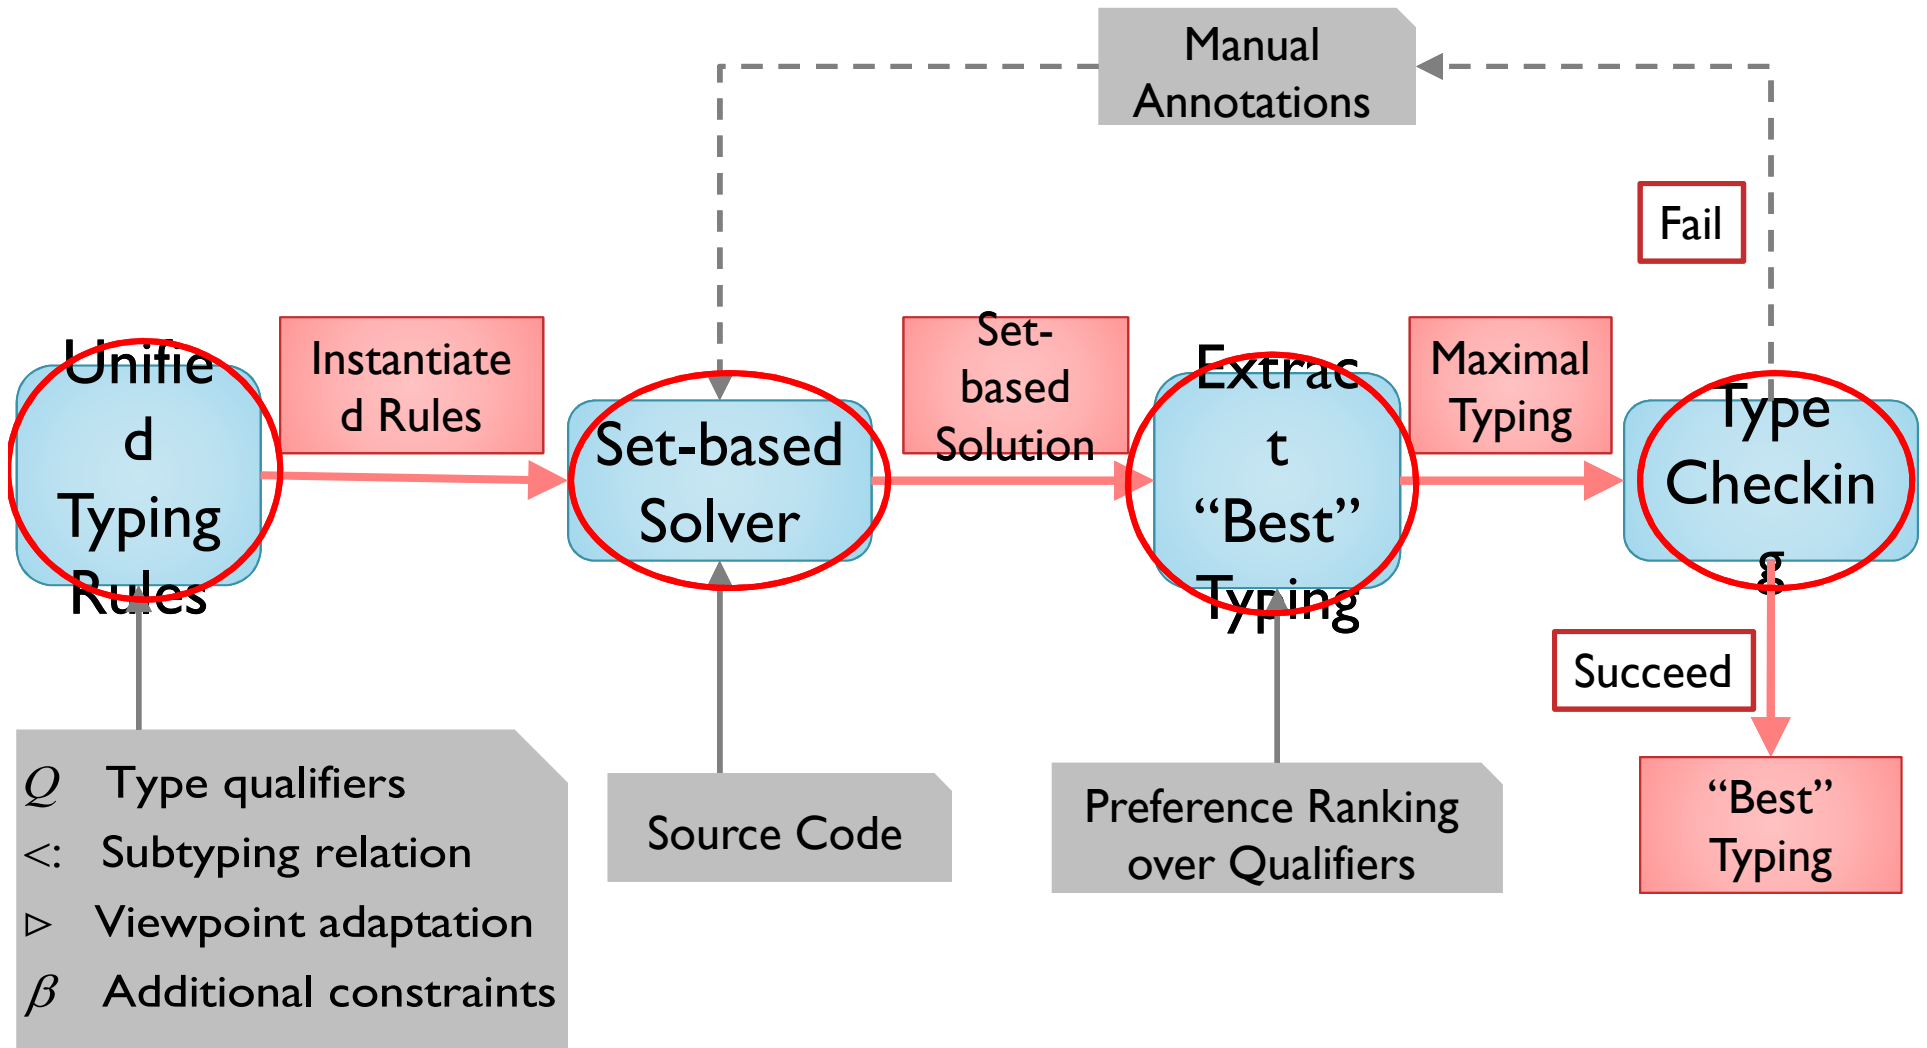 Manual
Annotations
Fail
Unifie
d
Typing
Rules
Instantiate
d Rules
Set-based
Solver
Set-
based
Solution
Extrac
t
“Best”
Typing
Maximal
Typing
Type
Checkin
g
Succeed
“Best”
Typing
Q Type qualifiers
<: Subtyping relation
▷ Viewpoint adaptation
β Additional constraints
Source Code
Preference Ranking
over Qualifiers